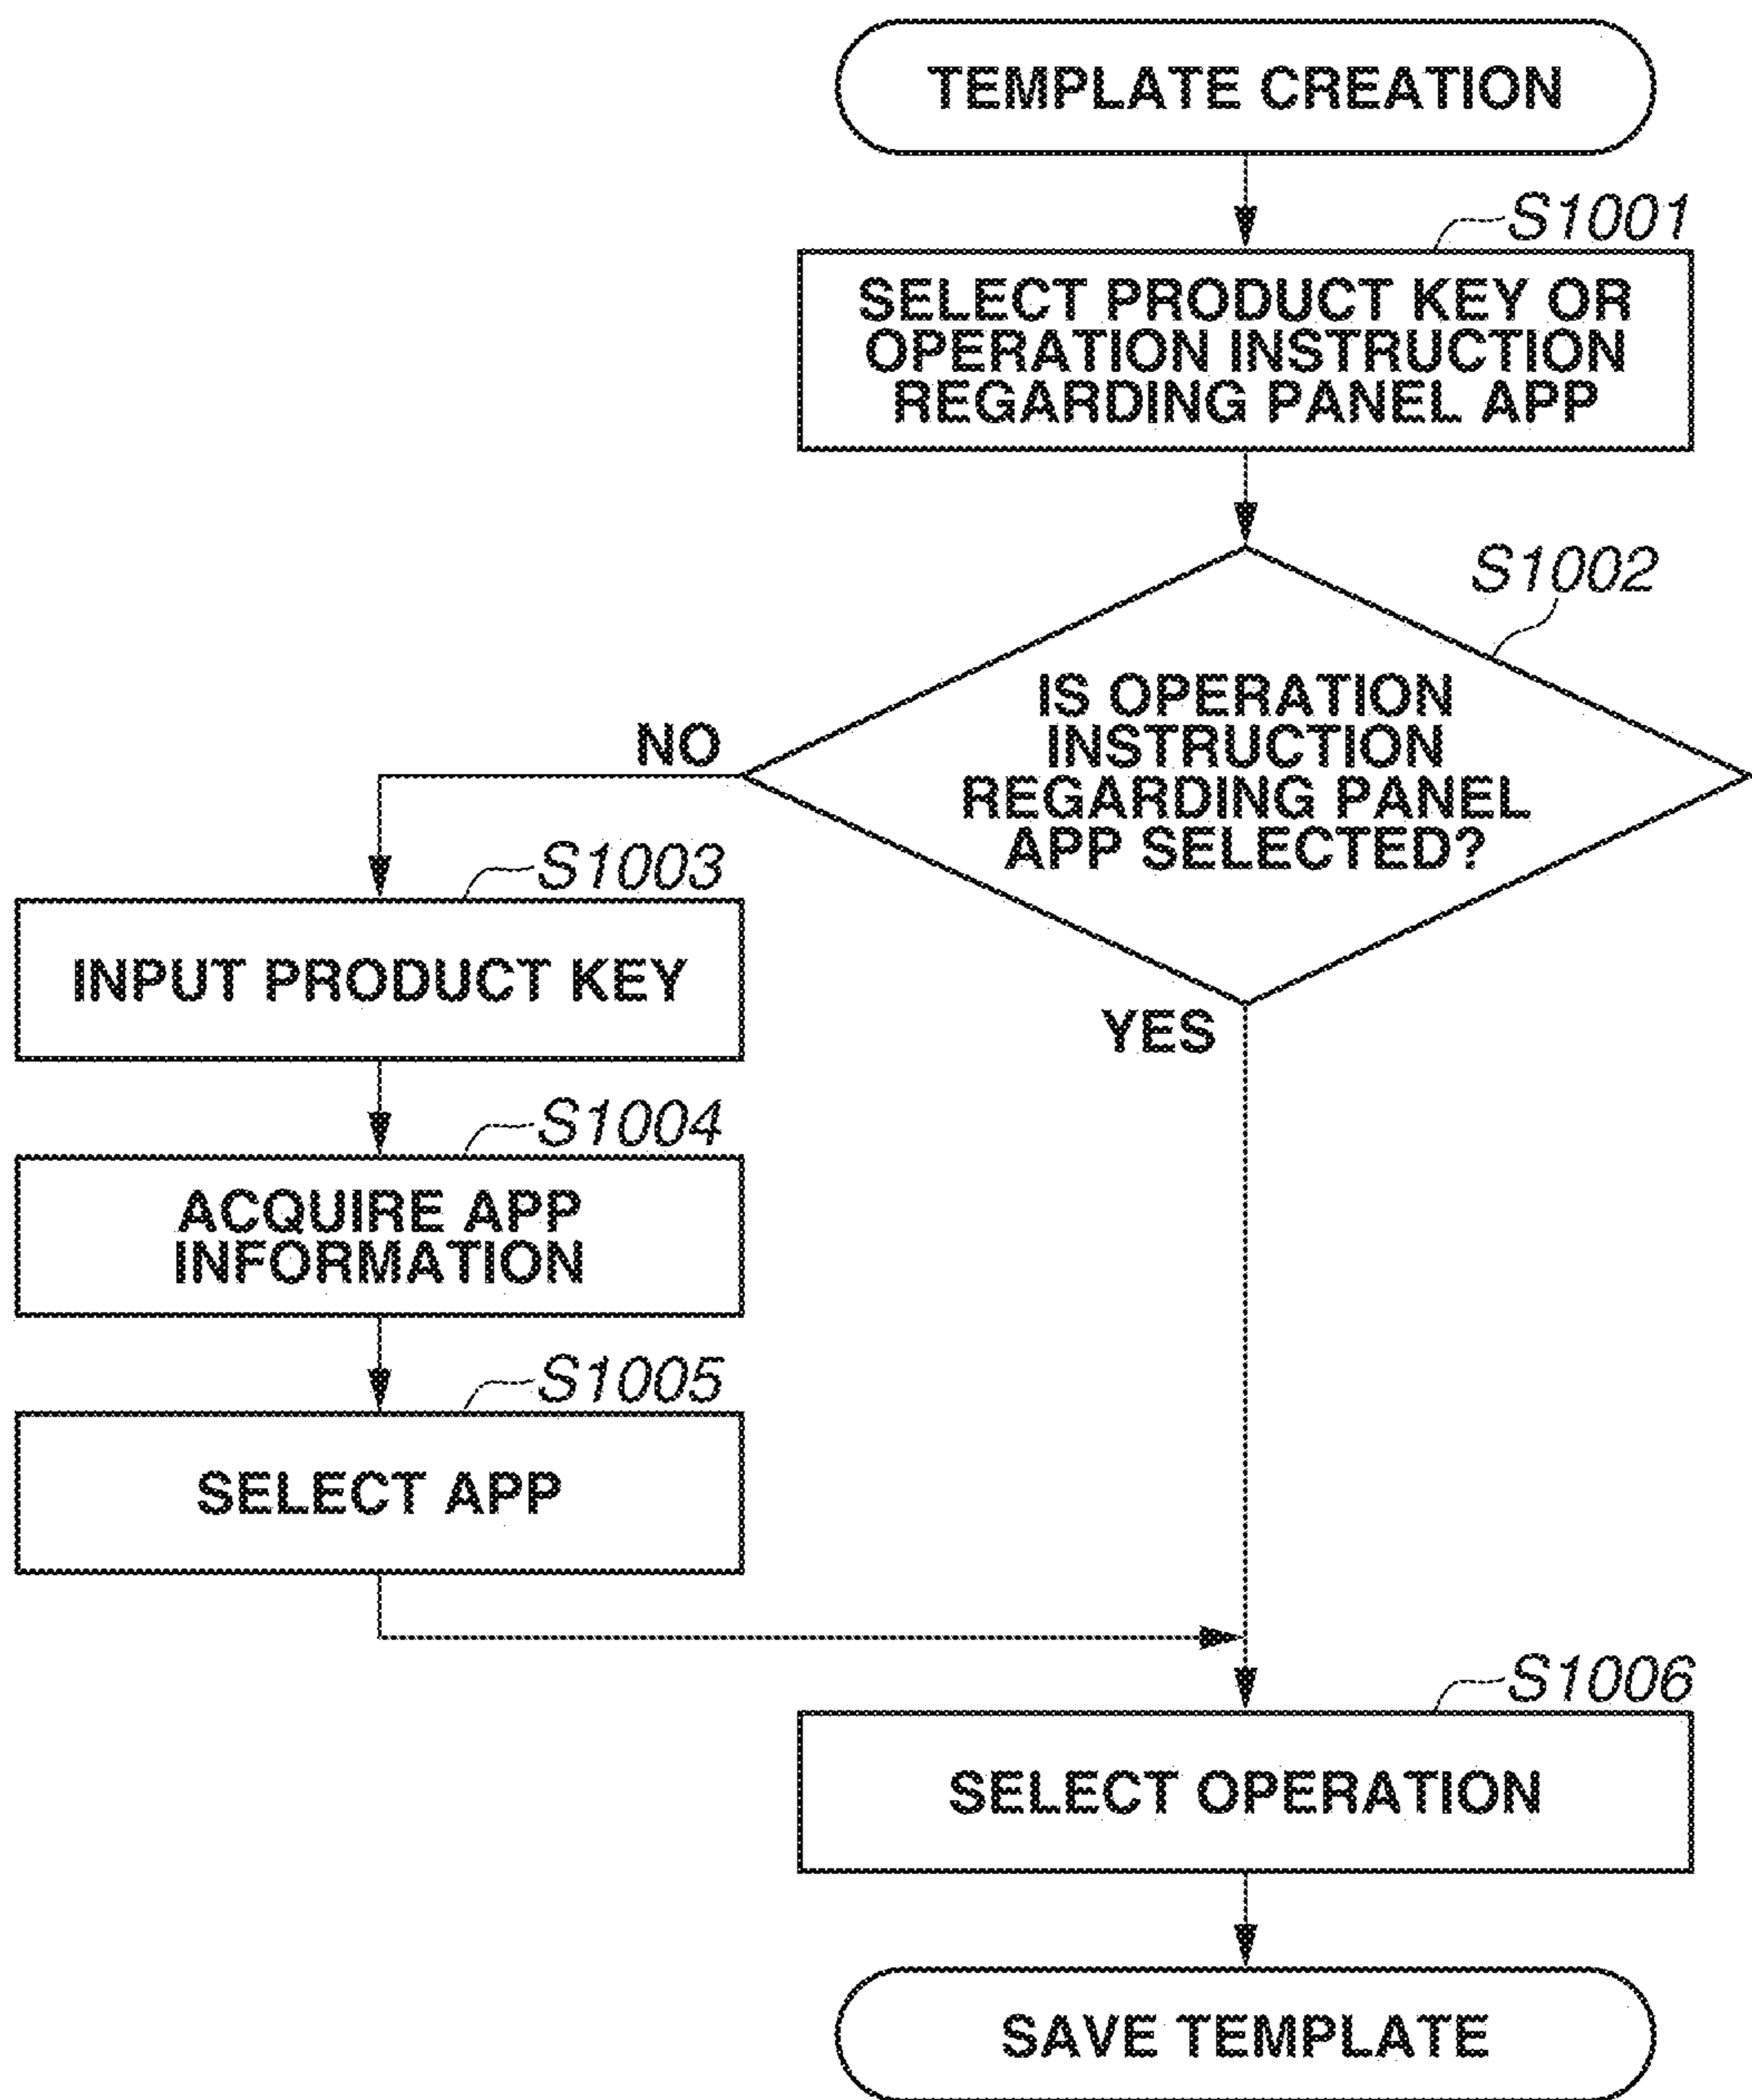 TEMPLATE CREATION
S1001
SELECT PRODUCT KEY OR
OPERATION INSTRUCTION
REGARDING PANEL APP
S1002
IS OPERATION
INSTRUCTION
REGARDING PANEL
APP SELECTED?
NO
YES
S1003
INPUT PRODUCT KEY
S1004
ACQUIRE APP
INFORMATION
S1005
SELECT APP
S1006
SELECT OPERATION
SAVE TEMPLATE